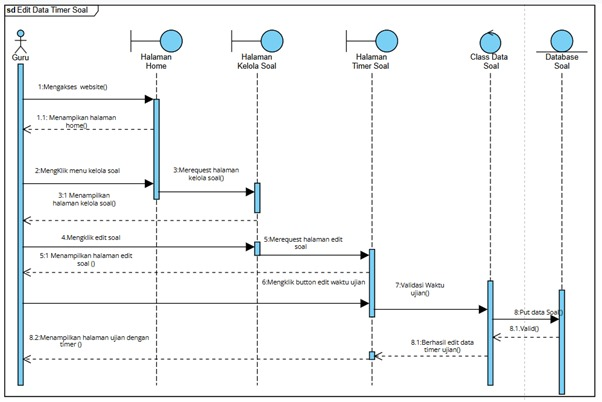 sd Edit Data Timer Soal
Guru
Halaman
Home
Halaman
Kelola Soal
Halaman
Timer Soal
Class Data
Soal
Database
Soal
1:Mengakses website()
1.1: Menampikan halaman
home()
2:MengKlik menu kelola soal
3:Merequest halaman
kelola soal()
3:1 Menampilkan
halaman kelola soal()
4.Mengklik edit soal
5:Merequest halaman edit
soal
5:1 Menampilkan halaman edit
soal ()
6:Mengklik button edit waktu ujian
7:Validasi Waktu
ujian()
8:Put data Soal()
8.1.Valid()
8.1:Berhasil edit data
timer ujian()
8.2:Menampilkan halaman ujian dengan
timer ()